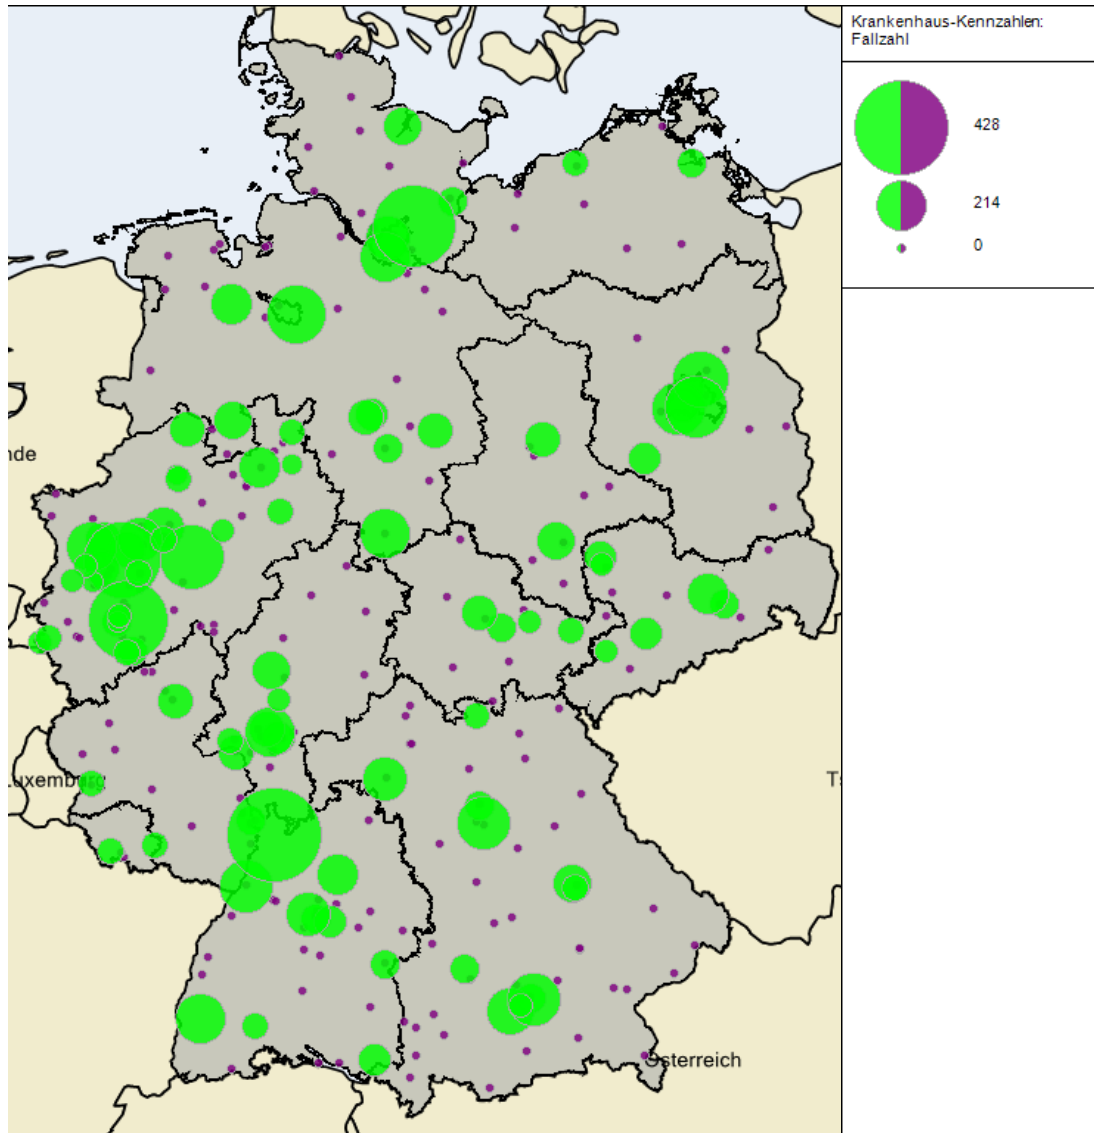 Krankenhaus-Kennzahlen:
Fallzahl
428
214
0
nde
Luxemburg
T
Österreich